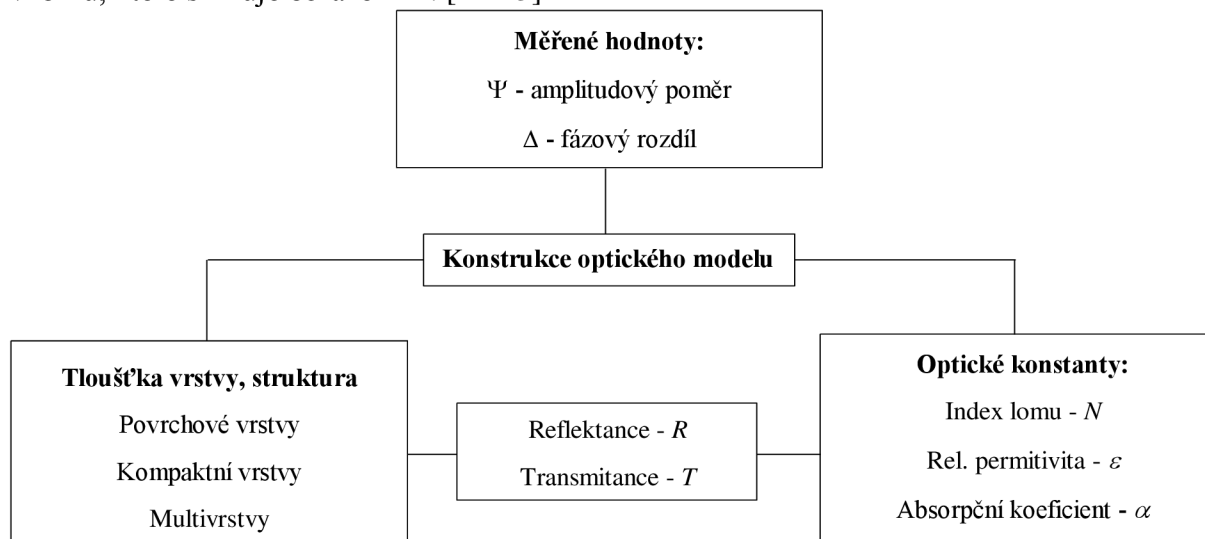 Měřené hodnoty:
Ψ - amplitudový poměr
Δ - fázový rozdíl
Konstrukce optického modelu
Tloušťka vrstvy, struktura
Povrchové vrstvy
Kompaktní vrstvy
Multivrstvy
Reflektance - R
Transmitance - T
Optické konstanty:
Index lomu - N
Rel. permitivita - ε
Absorpční koeficient - α